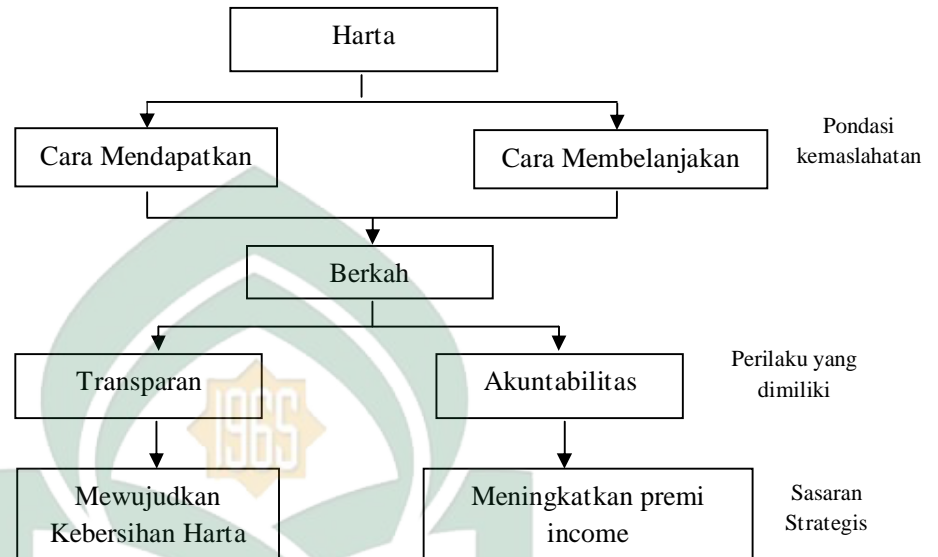 Harta
Cara Mendapatkan
Cara Membelanjakan
Pondasi
kemaslahatan
Berkah
Transparan
Akuntabilitas
Perilaku yang
dimiliki
1965
Mewujudkan
Kebersihan Harta
Meningkatkan premi
income
Sasaran
Strategis